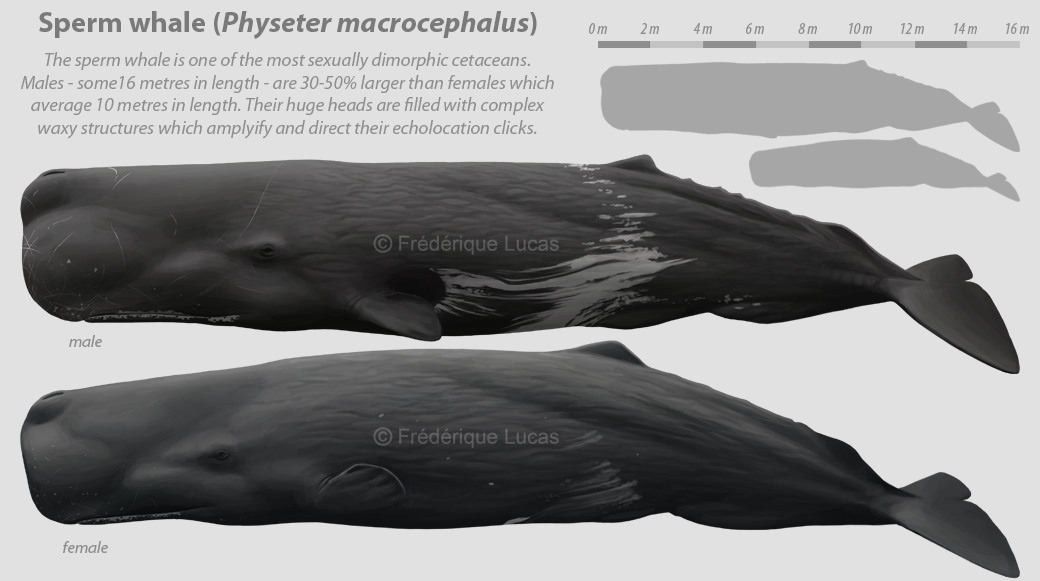 Sperm whale (Physeter macrocephalus)
The sperm whale is one of the most sexually dimorphic cetaceans.
Males - some16 metres in length - are 30-50% larger than females which
average 10 metres in length. Their huge heads are filled with complex
waxy structures which amplyify and direct their echolocation clicks.
0 m 2 m 4 m 6 m 8 m 10 m 12 m 14 m 16 m
© Frédérique Lucas
male
© Frédérique Lucas
female